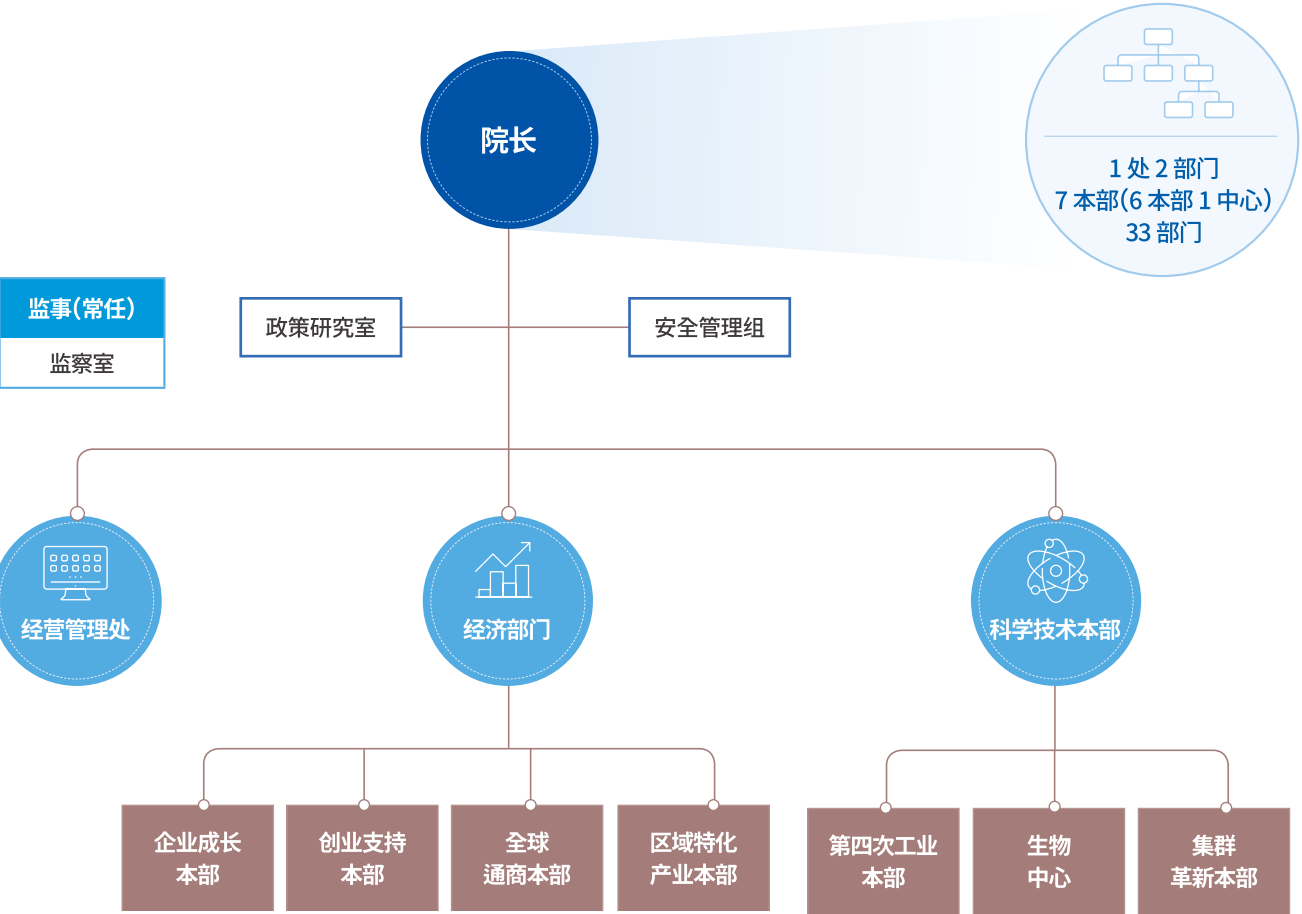 院长
1 处 2 部门
7 本部(6 本部 1 中心)
33 部门
监事(常任)
监察室
政策研究室
安全管理组
经营管理处
经济部门
科学技术本部
企业成长
本部
创业支持
本部
全球
通商本部
区域特化
产业本部
第四次工业
本部
生物
中心
集群
革新本部